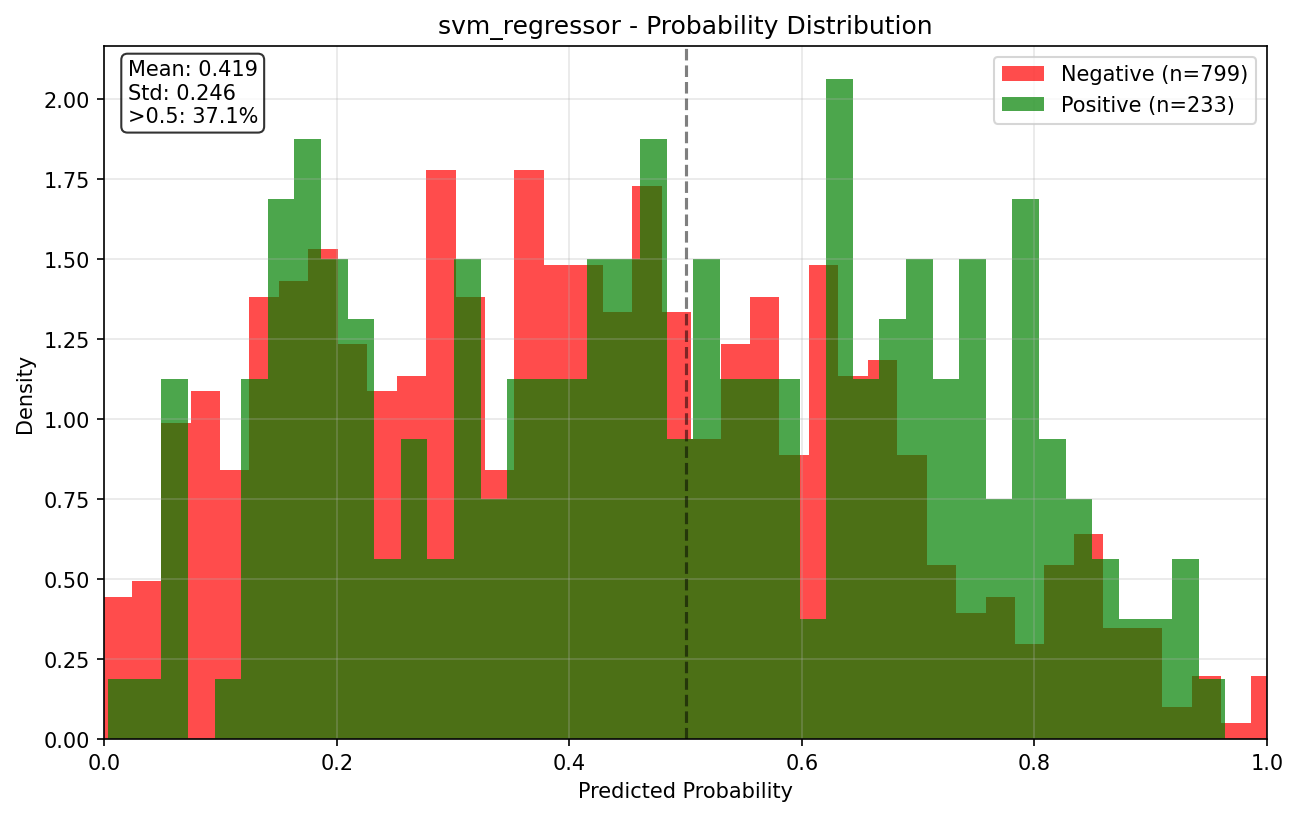 svm_regressor - Probability Distribution
Mean: 0.419
Std: 0.246
>0.5: 37.1%
Negative (n=799)
Positive (n=233)
Density
2.00
1.75
1.50
1.25
1.00
0.75
0.50
0.25
0.00
0.0 0.2 0.4 0.6 0.8 1.0
Predicted Probability